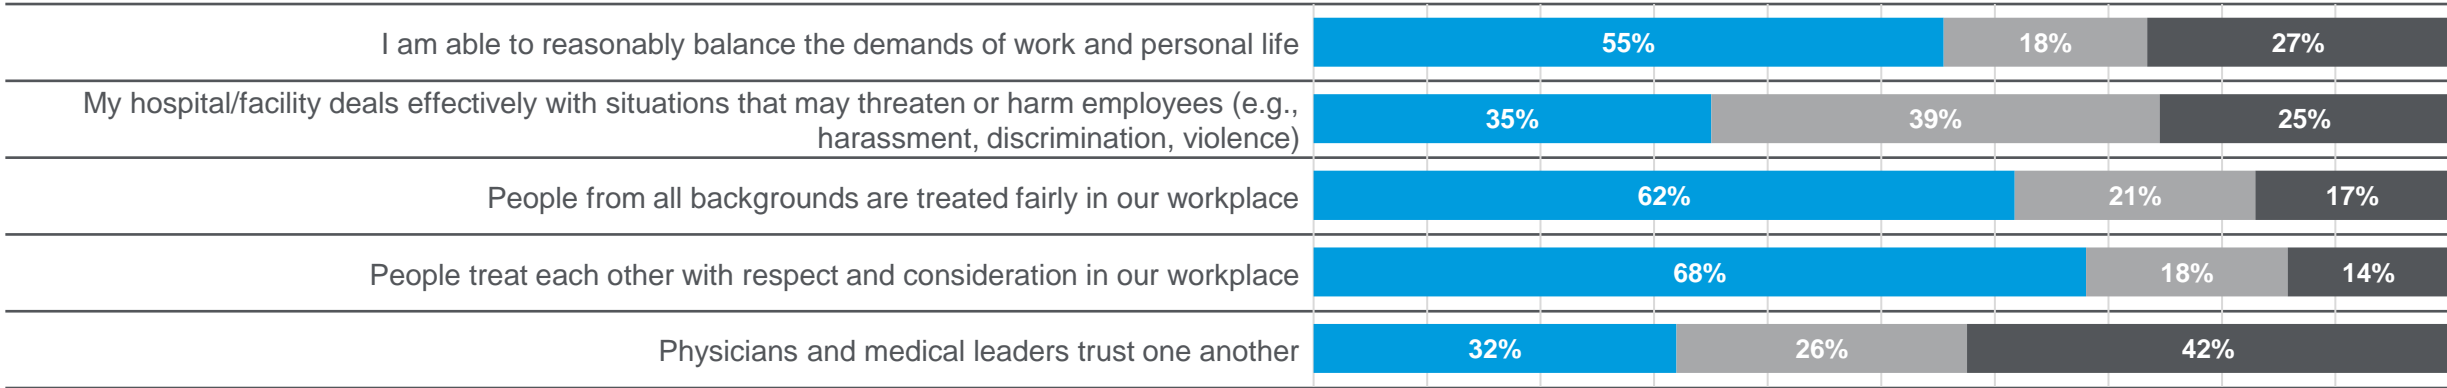 I am able to reasonably balance the demands of work and personal life 55% 18% 27%
My hospital/facility deals effectively with situations that may threaten or harm employees (e.g.,
harassment, discrimination, violence) 35% 39% 25%
People from all backgrounds are treated fairly in our workplace 62% 21% 17%
People treat each other with respect and consideration in our workplace 68% 18% 14%
Physicians and medical leaders trust one another 32% 26% 42%